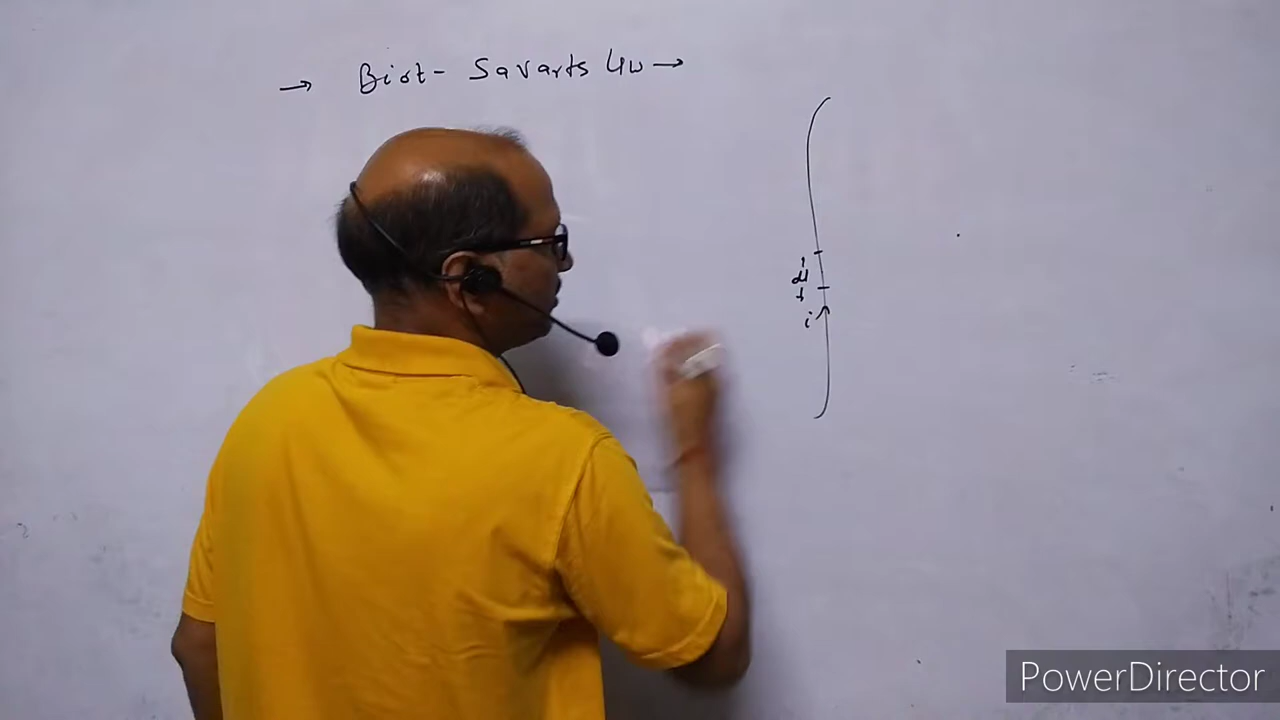 → Biot- Savarts Law →
dl
i
PowerDirector